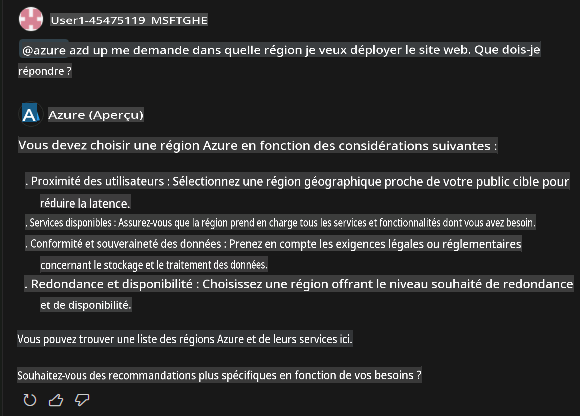 User1-45475119_MSFTGHE
@azure azd up me demande dans quelle région je veux déployer le site web. Que dois-je
répondre ?
Azure (Aperçu)
Vous devez choisir une région Azure en fonction des considérations suivantes :
. Proximité des utilisateurs : Sélectionnez une région géographique proche de votre public cible pour
réduire la latence.
. Services disponibles : Assurez-vous que la région prend en charge tous les services et fonctionnalités dont vous avez besoin.
. Conformité et souveraineté des données : Prenez en compte les exigences légales ou réglementaires
concernant le stockage et le traitement des données.
. Redondance et disponibilité : Choisissez une région offrant le niveau souhaité de redondance
et de disponibilité.
Vous pouvez trouver une liste des régions Azure et de leurs services ici.
Souhaitez-vous des recommandations plus spécifiques en fonction de vos besoins ?